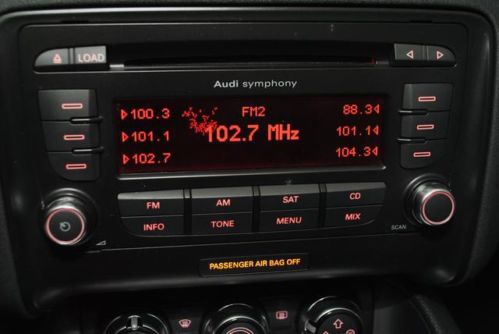 LOAD
Audi symphony
100.3 FM2 88.3
101.1 102.7 MHz 101.1
102.7 104.3
FM AM SAT CD
INFO TONE MENU MIX
SCAN
PASSENGER AIR BAG OFF